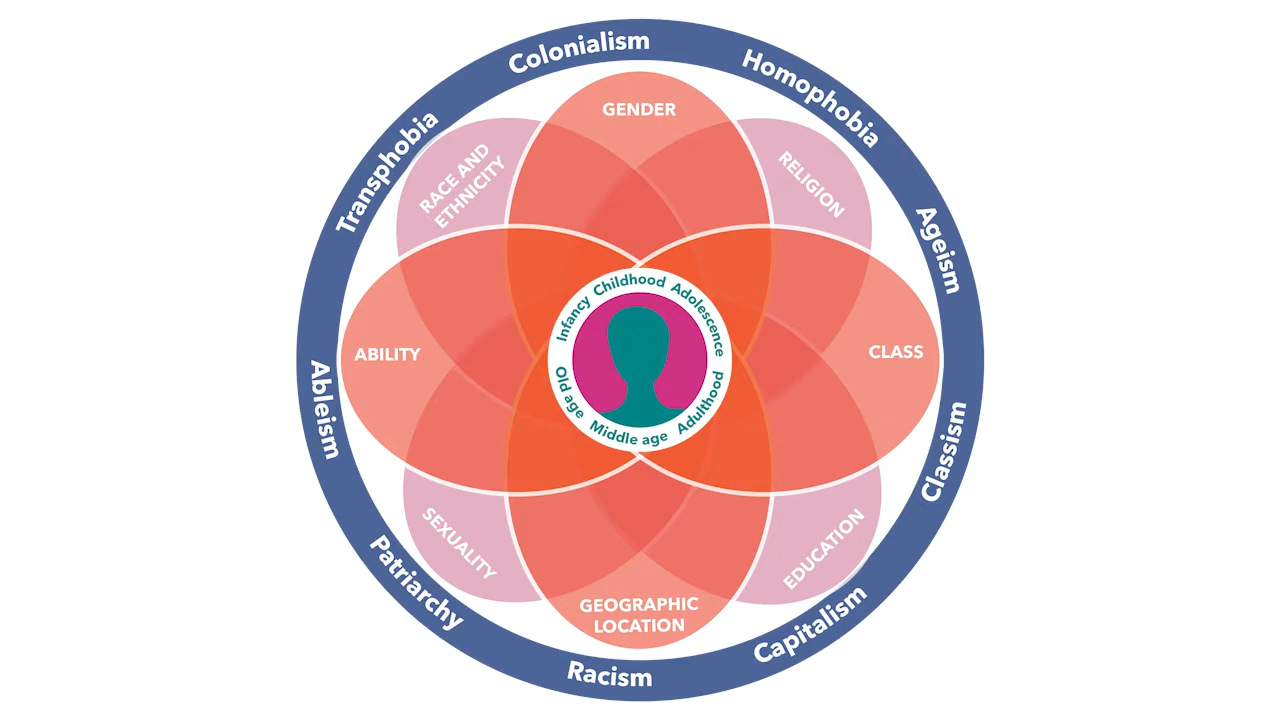 Colonialism
Homophobia
Ageism
Classism
Capitalism
Racism
Patriarchy
Ableism
Transphobia
GENDER
RELIGION
CLASS
EDUCATION
GEOGRAPHIC
LOCATION
SEXUALITY
ABILITY
RACE AND
ETHNICITY
Infancy
Childhood
Adolescence
Adulthood
Middle age
Old age